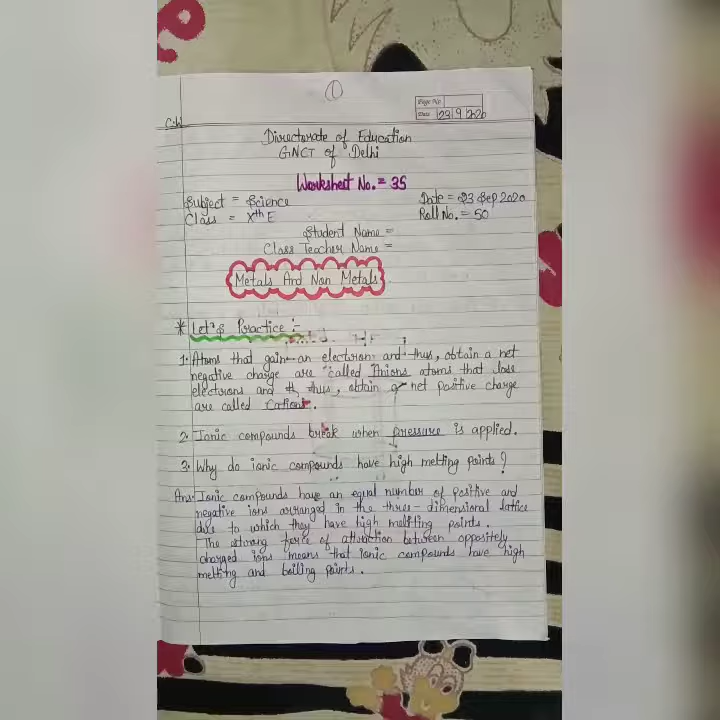 1
C.W
Page No.
Date 23 9 2020
Directorate of Education
GNCT of Delhi
Worksheet No. = 35
Subject = Science
Date = 23 Sep 2020
Class = Xth E
Roll No. = 50
Student Name =
Class Teacher Name =
Metals And Non Metals
* Let's Practice :-
1. Atoms that gain an electron and thus, obtain a net
negative charge are called Anions atoms that lose
electrons and thus, obtain a net positive charge
are called Cations.
2. Ionic compounds break when pressure is applied.
3. Why do ionic compounds have high melting points?
Ans. Ionic compounds have an equal number of positive and
negative ions arranged in the three-dimensional lattice
due to which they have high melting points.
The strong force of attraction between oppositely
charged ions means that ionic compounds have high
melting and boiling points.